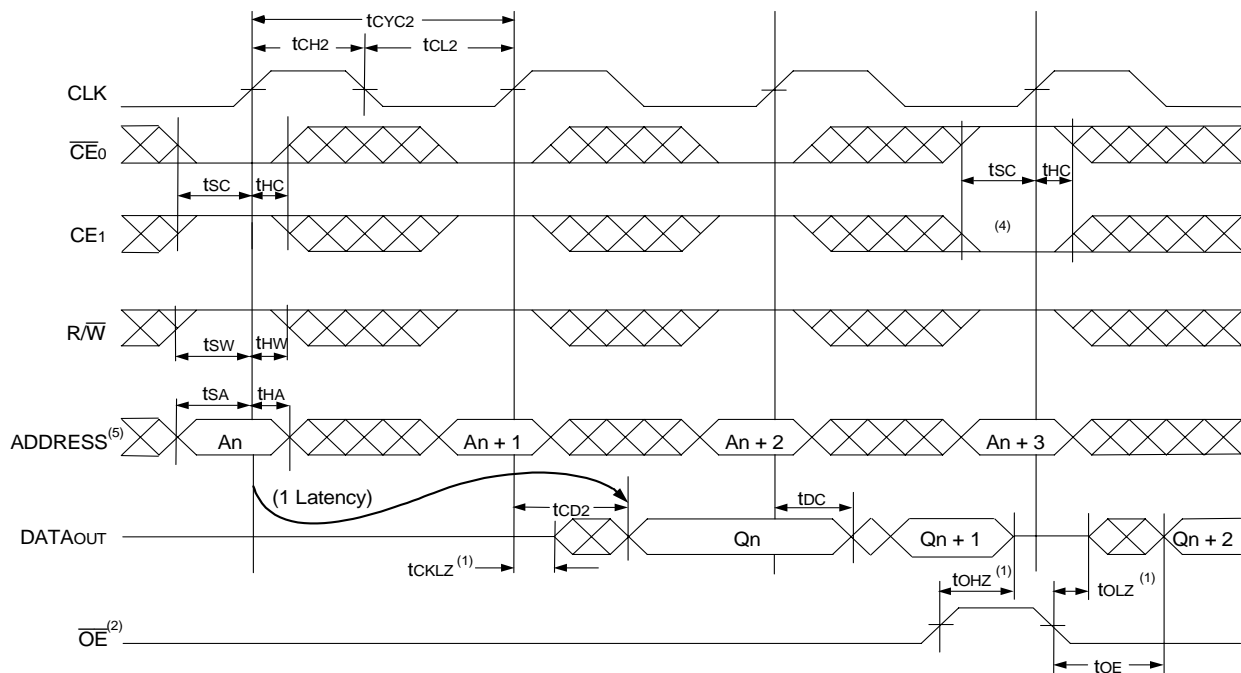 tCYC2
tCH2 tCL2
CLK
CE0
tSC tHC tSC tHC
CE1 (4)
R/W
tSW tHW
tSA tHA
ADDRESS(5) An An + 1 An + 2 An + 3
(1 Latency) tCD2 tDC
DATAOUT Qn Qn + 1 Qn + 2
tCKLZ(1) tOHZ(1) tOLZ(1)
OE(2)
tOE